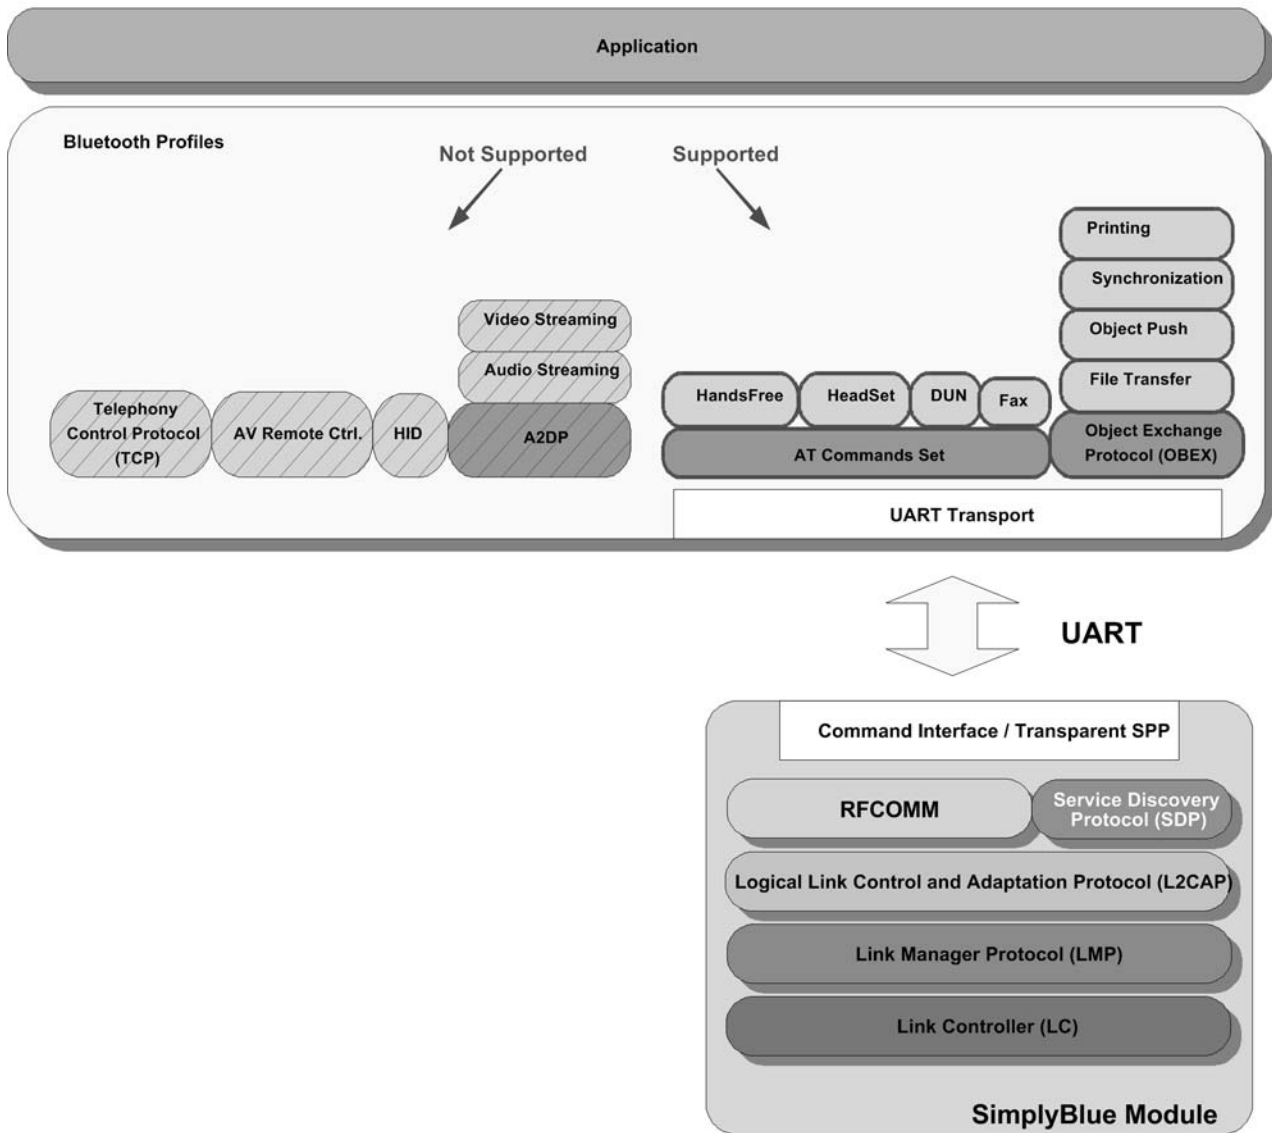 Application
Bluetooth Profiles
Not Supported
Supported
Printing
Synchronization
Object Push
File Transfer
Object Exchange
Protocol (OBEX)
Video Streaming
Audio Streaming
A2DP
Telephony
Control Protocol
(TCP)
AV Remote Ctrl.
HID
HandsFree
HeadSet
DUN
Fax
AT Commands Set
UART Transport
UART
Command Interface / Transparent SPP
RFCOMM
Service Discovery
Protocol (SDP)
Logical Link Control and Adaptation Protocol (L2CAP)
Link Manager Protocol (LMP)
Link Controller (LC)
SimplyBlue Module